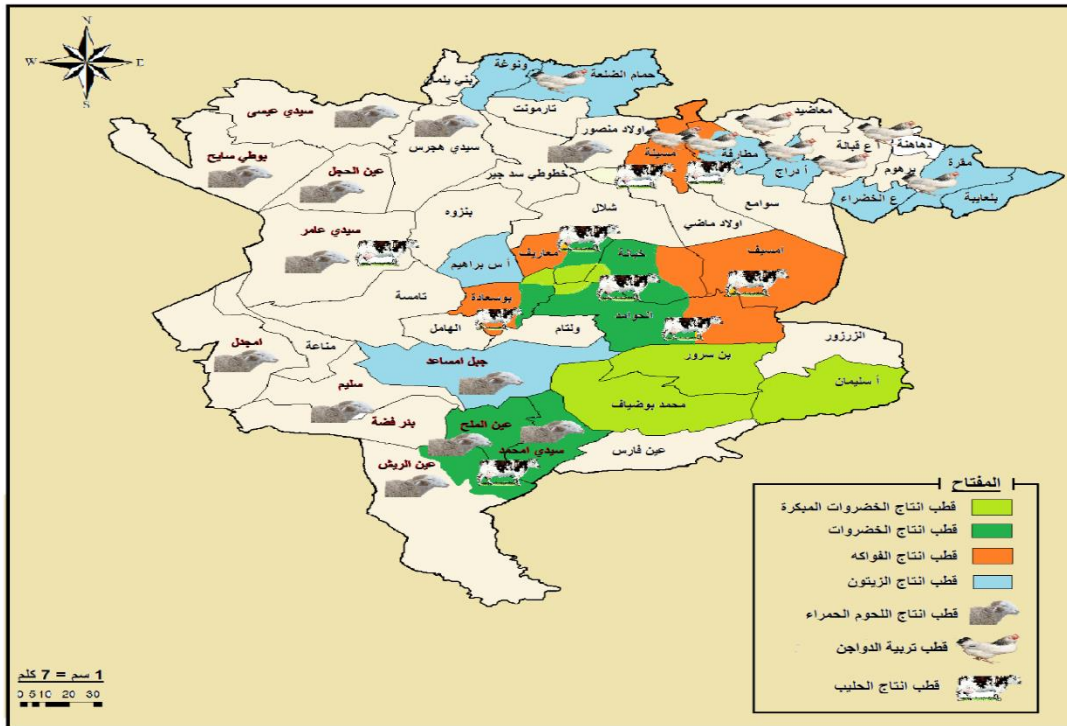 N
W
E
S
ونوغة
حمام الضلعة
بني يلمان
تارمونت
سيدي عيسى
سيدي هجرس
اولاد منصور
معاضيد
مسيلة
مطارفة
أ ع قبالة
دهاهنة
أ دراج
برهوم
مقرة
بلعايبة
ع الخضراء
بوطي سايح
عين الحجل
خطوطي سد جير
سوامع
شلال
اولاد ماضي
بنزوه
سيدي عامر
أ س براهيم
معاريف
خبانة
امسيف
تامسة
بوسعادة
الحوامد
الهامل
ولتام
الزرزور
امجدل
مناعة
جبل امساعد
بن سرور
أ سليمان
سليم
محمد بوضياف
بئر فضة
عين الملح
سيدي امحمد
عين فارس
عين الريش
المفتاح
قطب انتاج الخضروات المبكرة
قطب انتاج الخضروات
قطب انتاج الفواكه
قطب انتاج الزيتون
قطب انتاج اللحوم الحمراء
قطب تربية الدواجن
قطب انتاج الحليب
1 سم = 7 كلم
0 5 10 20 30